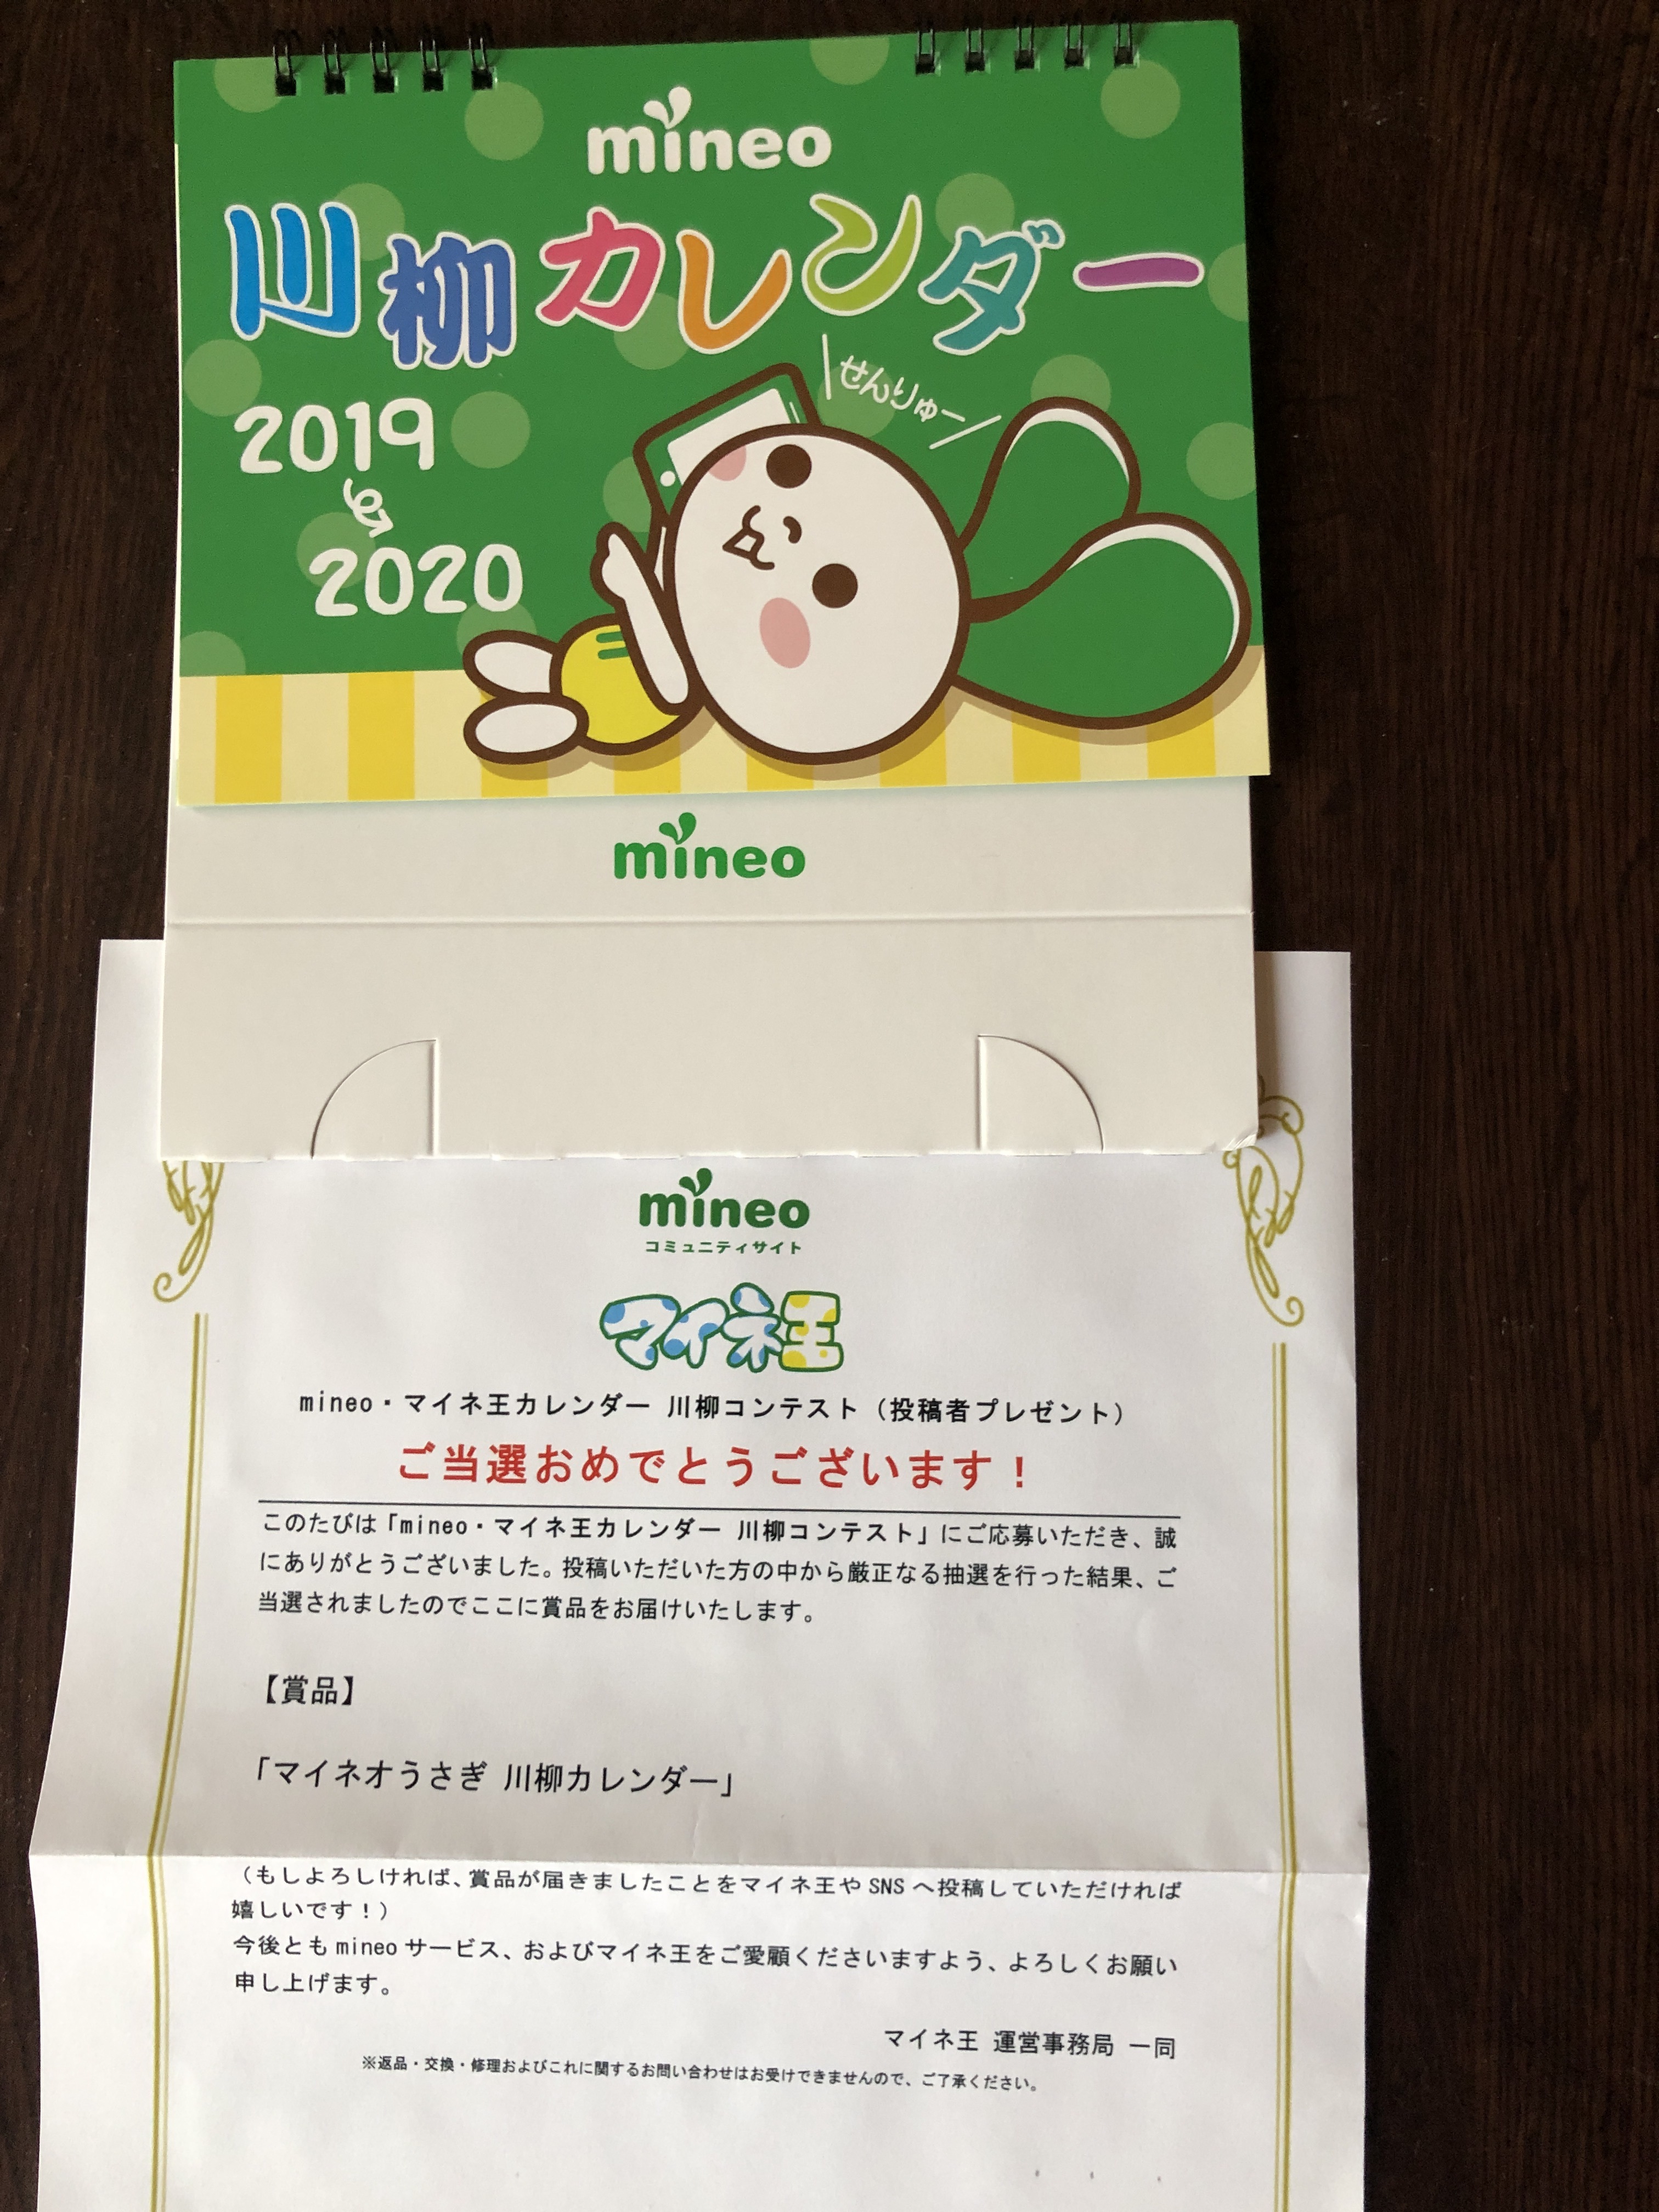 mineo
川柳カレンダー
せんりゅー
2019
2020
mineo
mineo
コミュニティサイト
マイネ王
mineo・マイネ王カレンダー 川柳コンテスト（投稿者プレゼント）
ご当選おめでとうございます！
このたびは「mineo・マイネ王カレンダー 川柳コンテスト」にご応募いただき、誠
にありがとうございました。投稿いただいた方の中から厳正なる抽選を行った結果、ご
当選されましたのでここに賞品をお届けいたします。
【賞品】
「マイネオうさぎ 川柳カレンダー」
（もしよろしければ、賞品が届きましたことをマイネ王や SNS へ投稿していただければ
嬉しいです！）
今後とも mineo サービス、およびマイネ王をご愛顧くださいますよう、よろしくお願い
申し上げます。
マイネ王 運営事務局 一同
※返品・交換・修理およびこれに関するお問い合わせはお受けできませんので、ご了承ください。